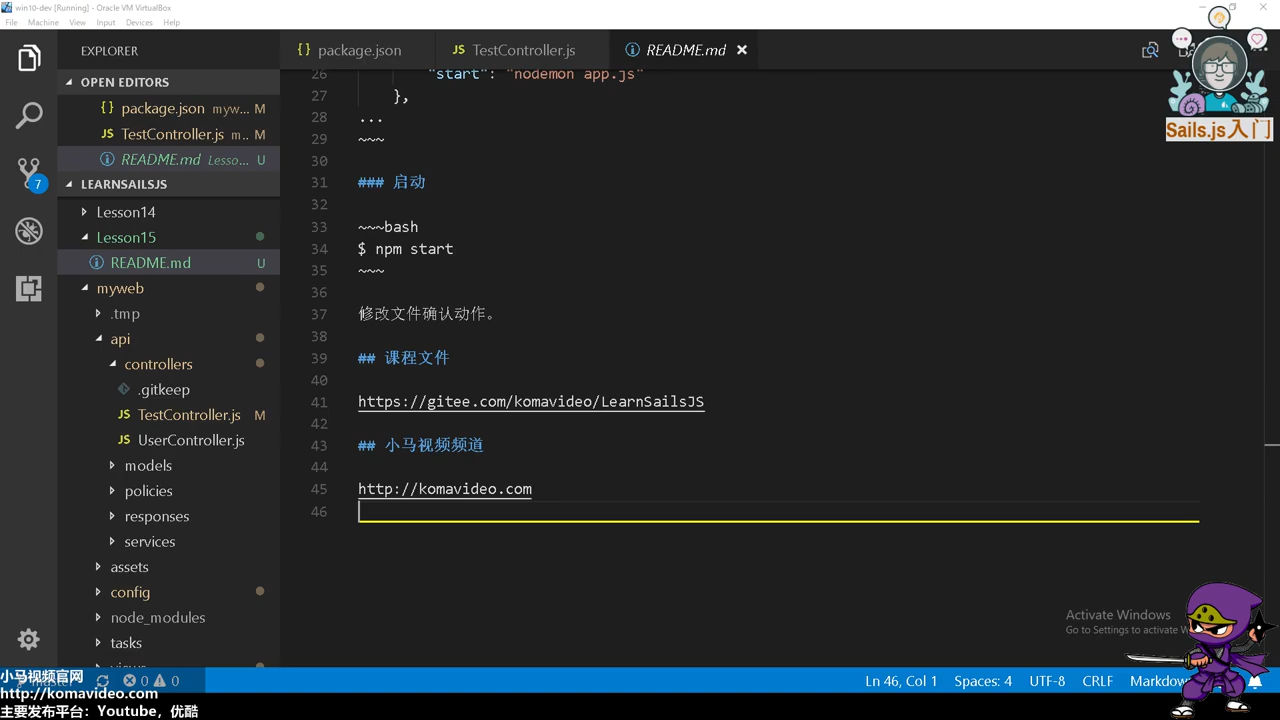 win10-dev [Running] - Oracle VM VirtualBox
File Machine View Input Devices Help
EXPLORER
package.json
TestController.js
README.md
Sails.js入门
OPEN EDITORS
package.json myw... M
TestController.js m.. M
README.md Lesso... U
LEARNSAILSJS
Lesson14
Lesson15
README.md U
myweb
.tmp
api
controllers
.gitkeep
TestController.js M
UserController.js
models
policies
responses
services
assets
config
node_modules
tasks
7
26 "start": "nodemon app.js"
27 },
28 ...
29 ~~~
30
31 ### 启动
32
33 ~~~bash
34 $ npm start
35 ~~~
36
37 修改文件确认动作。
38
39 ## 课程文件
40
41 https://gitee.com/komavideo/LearnSailsJS
42
43 ## 小马视频频道
44
45 http://komavideo.com
46
Activate Windows
Go to Settings to activate W
小马视频官网
http://komavideo.com
主要发布平台：Youtube，优酷
0 0
Ln 46, Col 1 Spaces: 4 UTF-8 CRLF Markdow